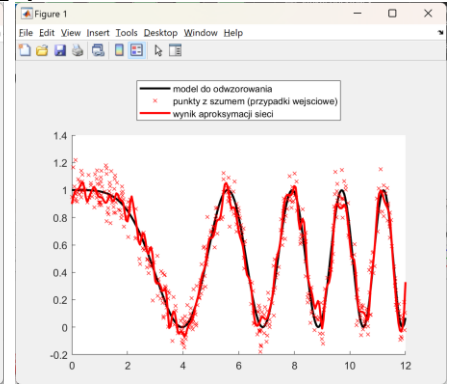 Figure 1
File Edit View Insert Tools Desktop Window Help
model do odwzorowania
punkty z szumem (przypadki wejsciowe)
wynik aproksymacji sieci
1.4
1.2
1
0.8
0.6
0.4
0.2
0
-0.2
0 2 4 6 8 10 12